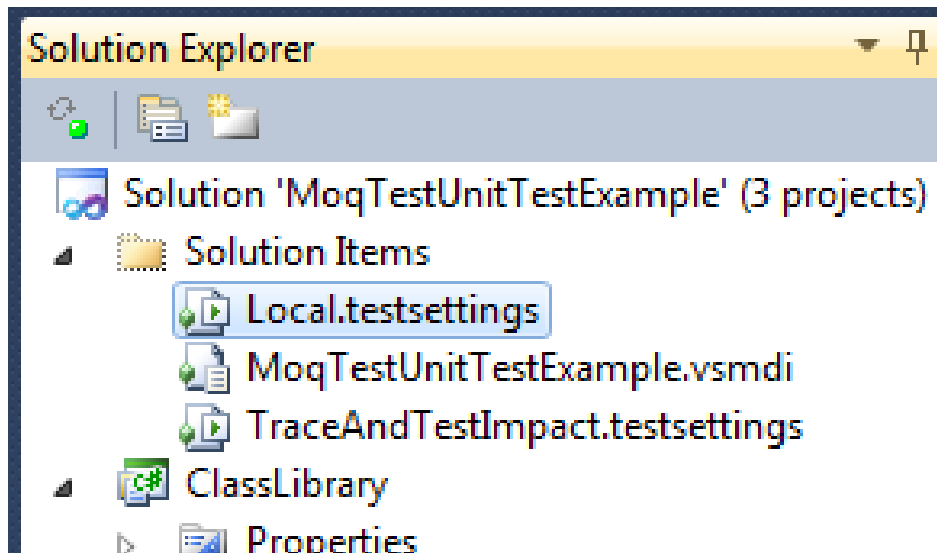 Solution Explorer
Solution 'MoqTestUnitTestExample' (3 projects)
Solution Items
Local.testsettings
MoqTestUnitTestExample.vsmdi
TraceAndTestImpact.testsettings
C#
ClassLibrary
Properties